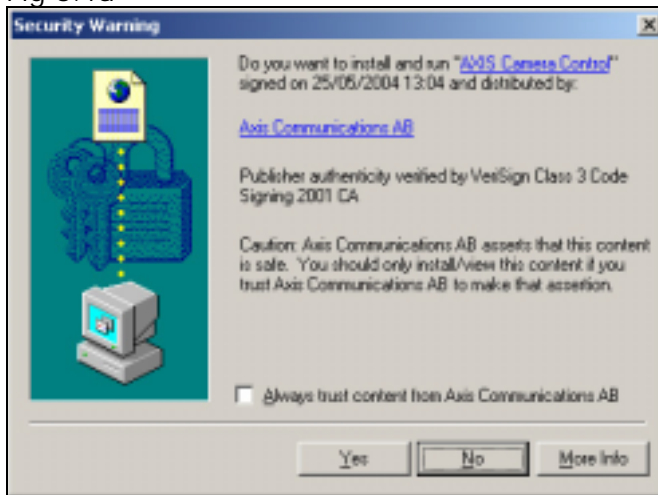 Security Warning
Do you want to install and run "AXIS Camera Control"
signed on 25/05/2004 13:04 and distributed by:
Axis Communications AB
Publisher authenticity verified by VeriSign Class 3 Code
Signing 2001 CA
Caution: Axis Communications AB asserts that this content
is safe. You should only install/view this content if you
trust Axis Communications AB to make that assertion.
Always trust content from Axis Communications AB
Yes No More Info